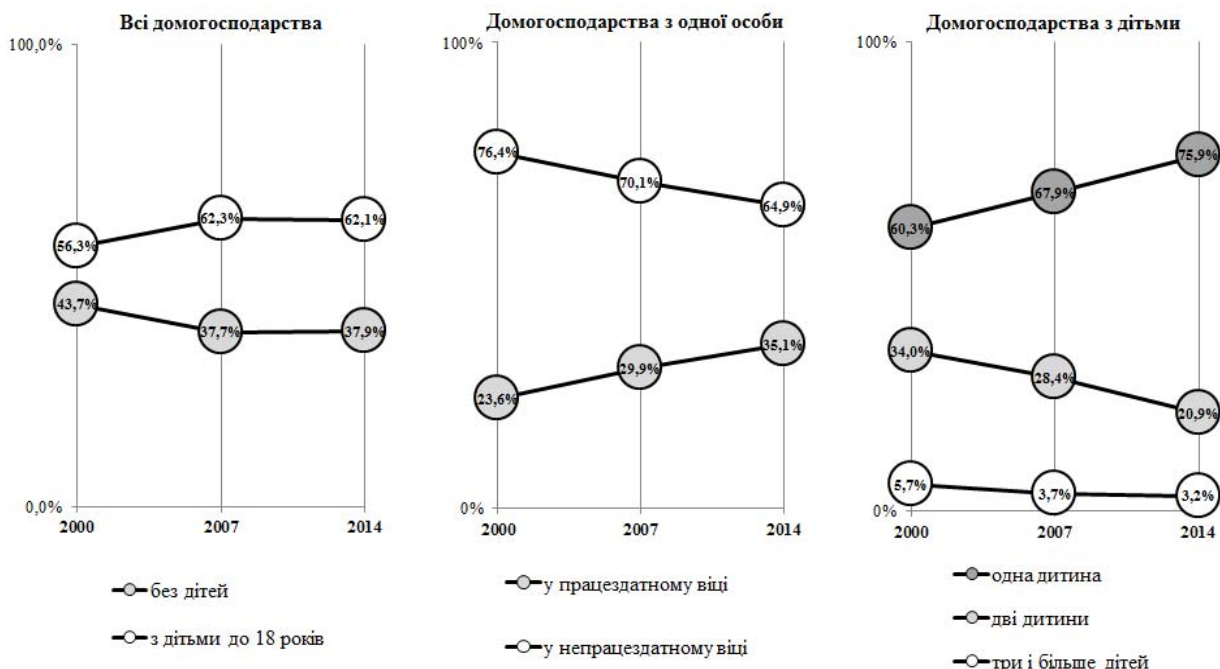 Всі домогосподарства
100,0%
56,3%
62,3%
62,1%
43,7%
37,7%
37,9%
0,0%
2000 2007 2014
без дітей
з дітьми до 18 років
Домогосподарства з одної особи
100%
76,4%
70,1%
64,9%
23,6%
29,9%
35,1%
0%
2000 2007 2014
у працездатному віці
у непрацездатному віці
Домогосподарства з дітьми
100%
60,3%
67,9%
75,9%
34,0%
28,4%
20,9%
5,7%
3,7%
3,2%
0%
2000 2007 2014
одна дитина
дві дитини
три і більше дітей